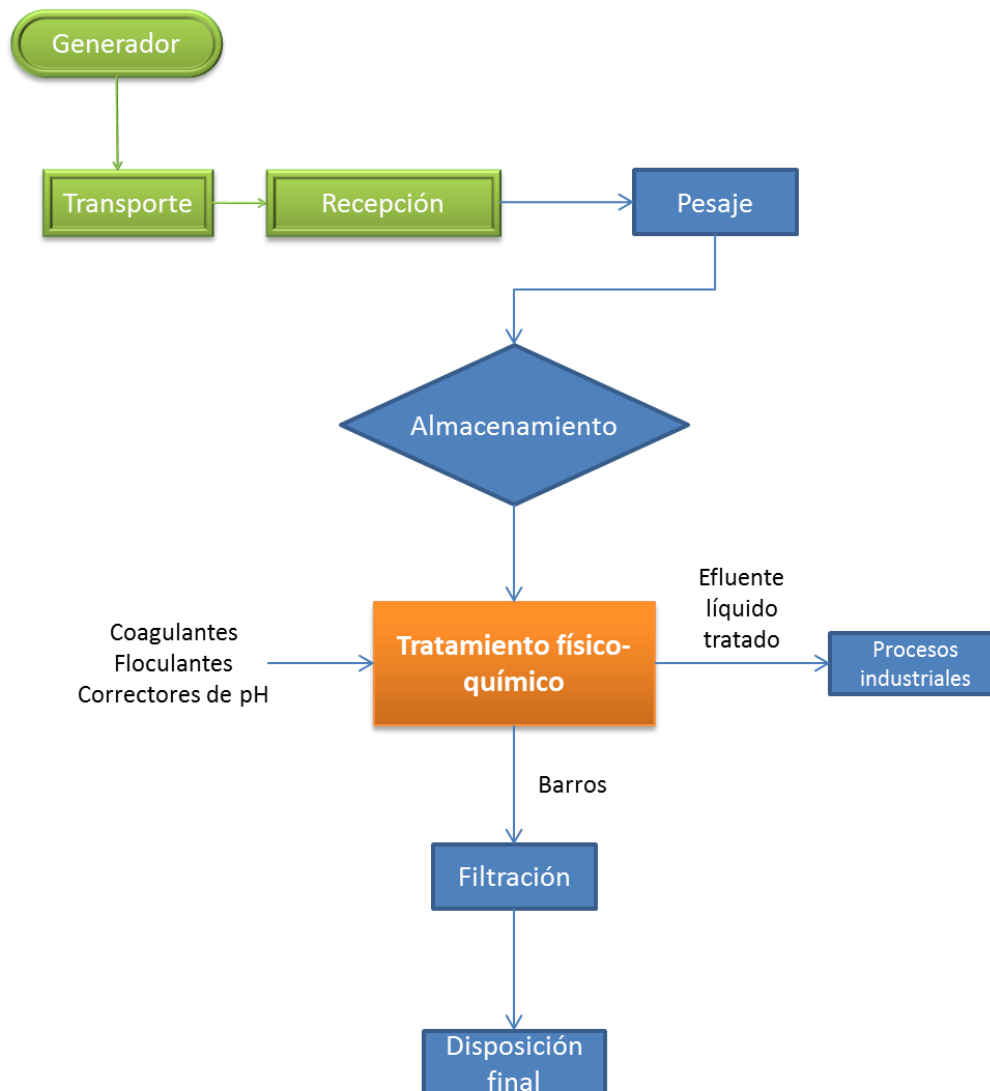 Generador
Transporte
Recepción
Pesaje
Almacenamiento
Coagulantes
Floculantes
Correctores de pH
Tratamiento físico-
químico
Efluente
líquido
tratado
Procesos
industriales
Barros
Filtración
Disposición
final